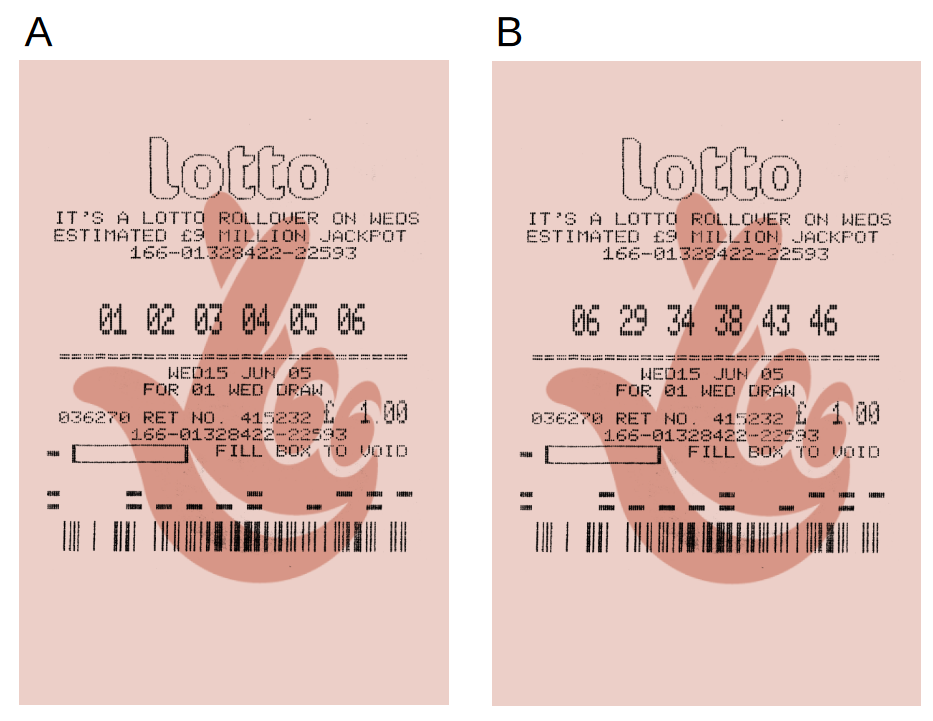 A
lotto
IT'S A LOTTO ROLLOVER ON WEDS
ESTIMATED £9 MILLION JACKPOT
166-01328422-22593
01 02 03 04 05 06
WED15 JUN 05
FOR 01 WED DRAW
036270 RET NO. 415232 £ 1.00
166-01328422-22593
FILL BOX TO VOID
B
lotto
IT'S A LOTTO ROLLOVER ON WEDS
ESTIMATED £9 MILLION JACKPOT
166-01328422-22593
06 29 34 38 43 46
WED15 JUN 05
FOR 01 WED DRAW
036270 RET NO. 415232 £ 1.00
166-01328422-22593
FILL BOX TO VOID